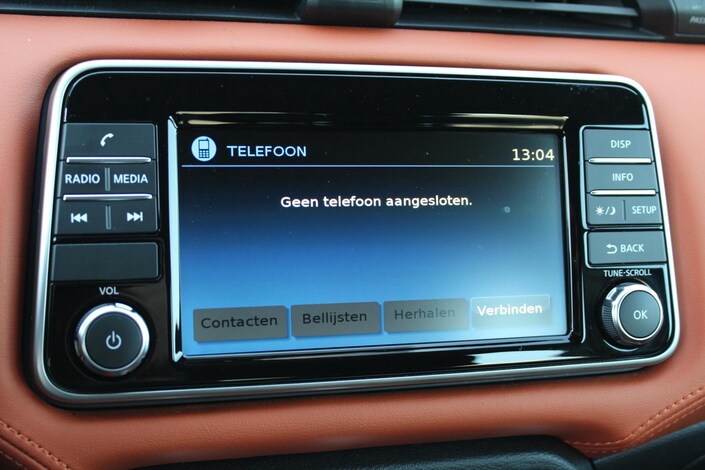 PASS
TELEFOON 13:04
Geen telefoon aangesloten.
Contacten Bellijsten Herhalen Verbinden
RADIO MEDIA
VOL
DISP
INFO
SETUP
BACK
TUNE·SCROLL
OK